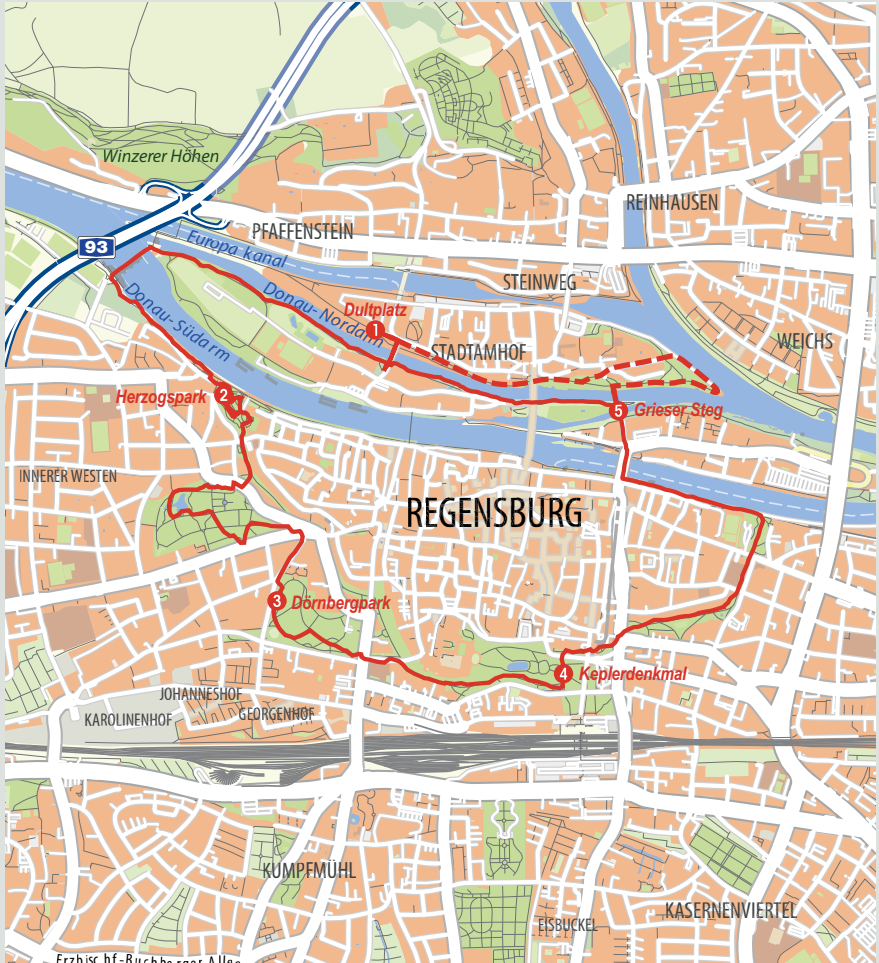 Winzerer Höhen
REINHAUSEN
93
PFAFFENSTEIN
Europa kanal
STEINWEG
Donau-Südarm
Donau-Nordarm
Dultplatz
1
STADTAMHOF
WEICHS
Herzogspark 2
5 Grieser Steg
INNERER WESTEN
REGENSBURG
3 Dörnbergpark
4 Keplerdenkmal
JOHANNESHOF
KAROLINENHOF
GEORGENHOF
KUMPFMÜHL
KASERNENVIERTEL
EISBUCKEL